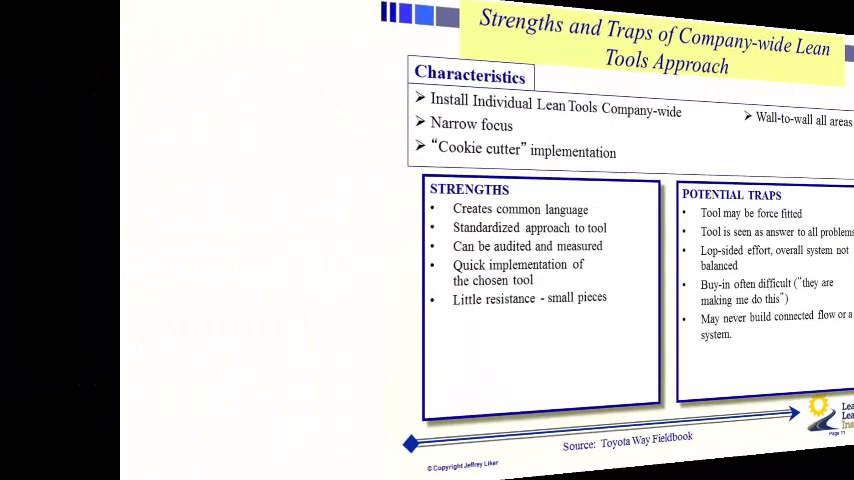 Strengths and Traps of Company-wide Lean
Tools Approach
Characteristics
➢ Install Individual Lean Tools Company-wide
➢ Narrow focus
➢ “Cookie cutter” implementation
➢ Wall-to-wall all areas
STRENGTHS
• Creates common language
• Standardized approach to tool
• Can be audited and measured
• Quick implementation of
the chosen tool
• Little resistance - small pieces
POTENTIAL TRAPS
• Tool may be force fitted
• Tool is seen as answer to all problems
• Lop-sided effort, overall system not
balanced
• Buy-in often difficult (“they are
making me do this”)
• May never build connected flow or a
system.
Source: Toyota Way Fieldbook
© Copyright Jeffrey Liker
Page 11